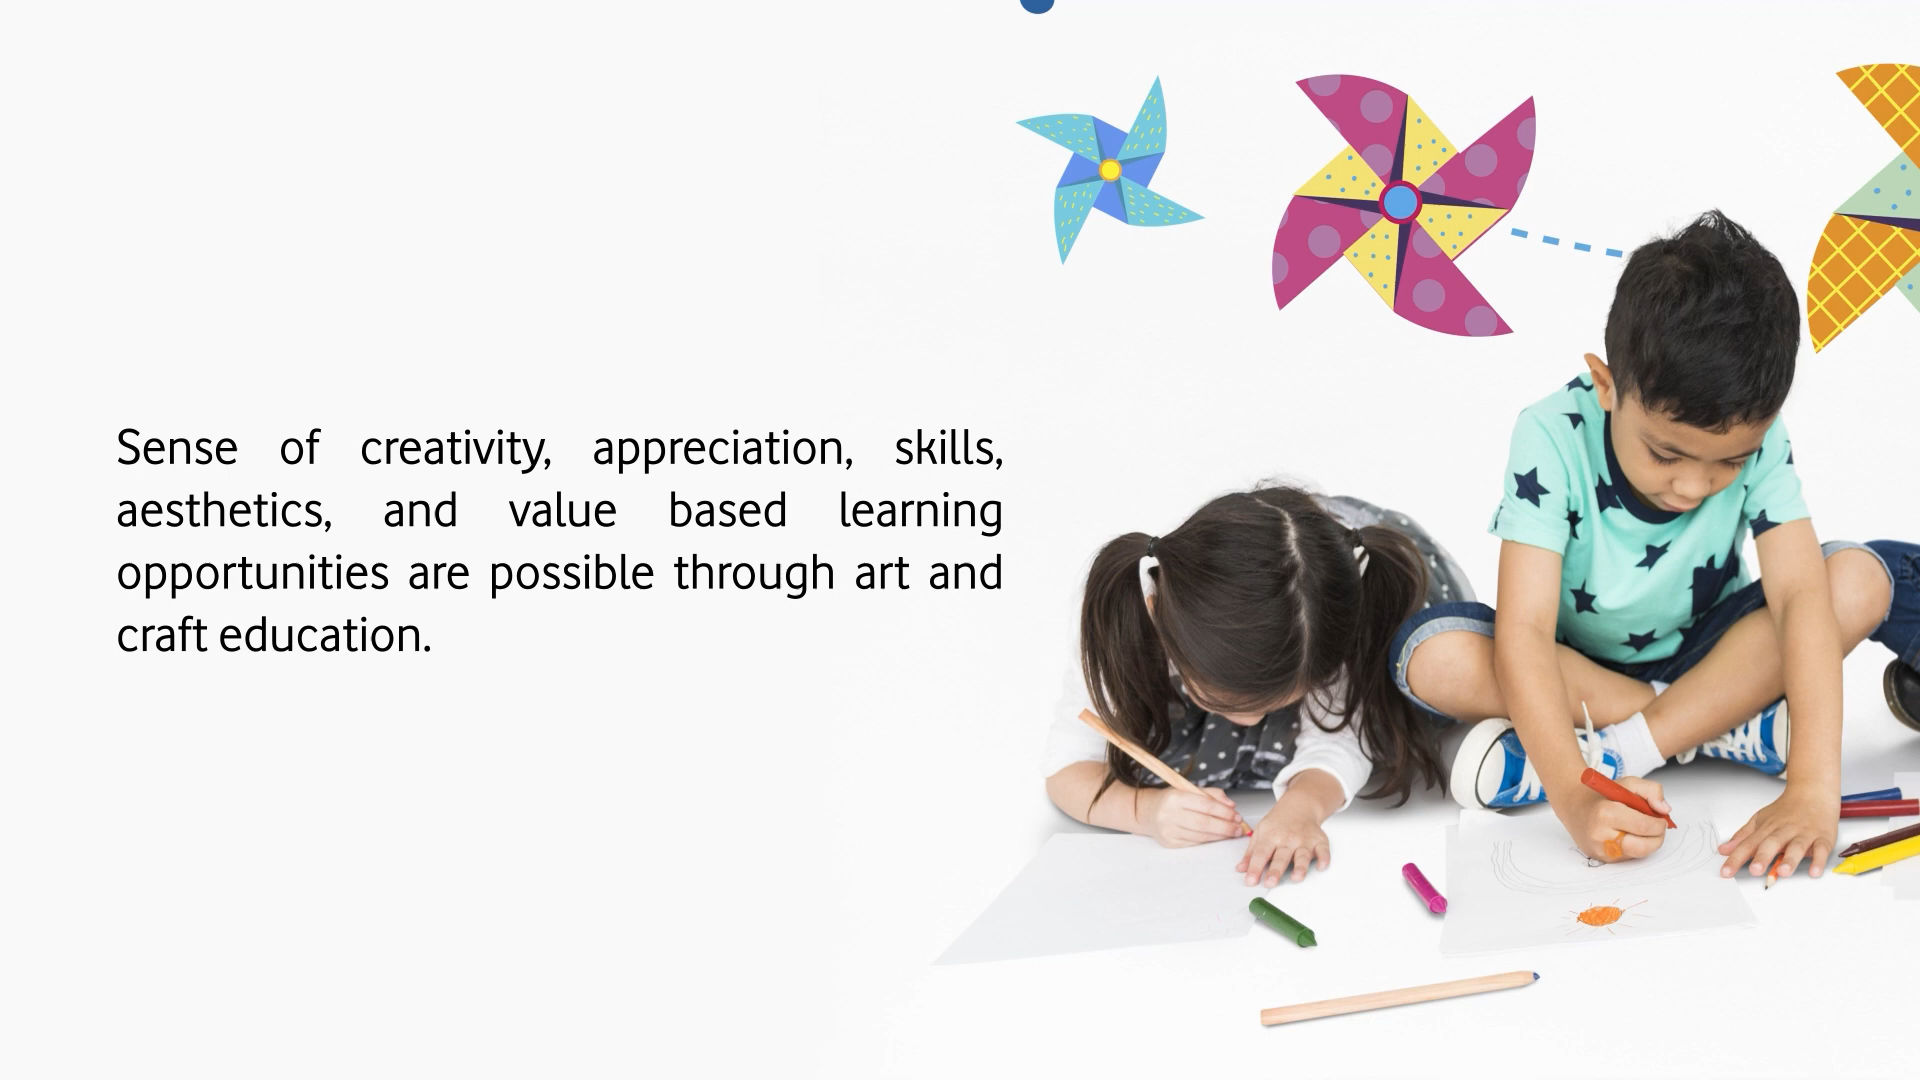 Sense of creativity, appreciation, skills,
aesthetics, and value based learning
opportunities are possible through art and
craft education.